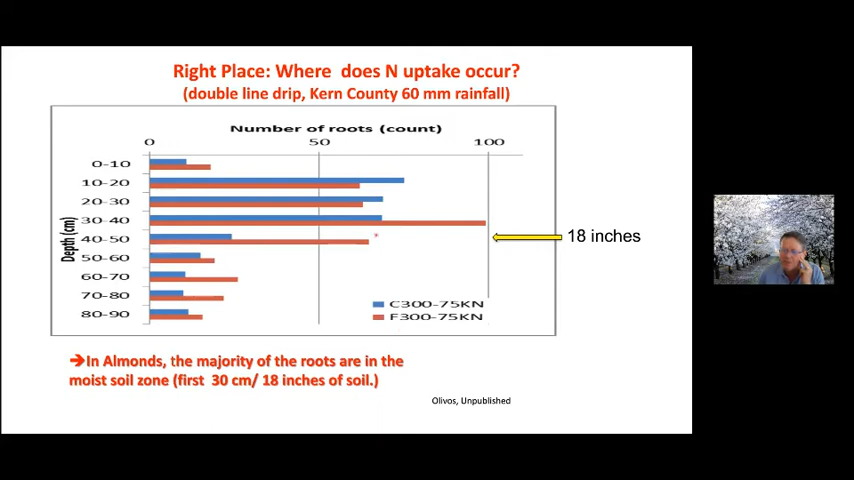 Right Place: Where does N uptake occur?
(double line drip, Kern County 60 mm rainfall)
Number of roots (count)
0 50 100
Depth (cm)
0-10
10-20
20-30
30-40
40-50
50-60
60-70
70-80
80-90
*
18 inches
C300-75KN
F300-75KN
➔In Almonds, the majority of the roots are in the
moist soil zone (first 30 cm/ 18 inches of soil.)
Olivos, Unpublished